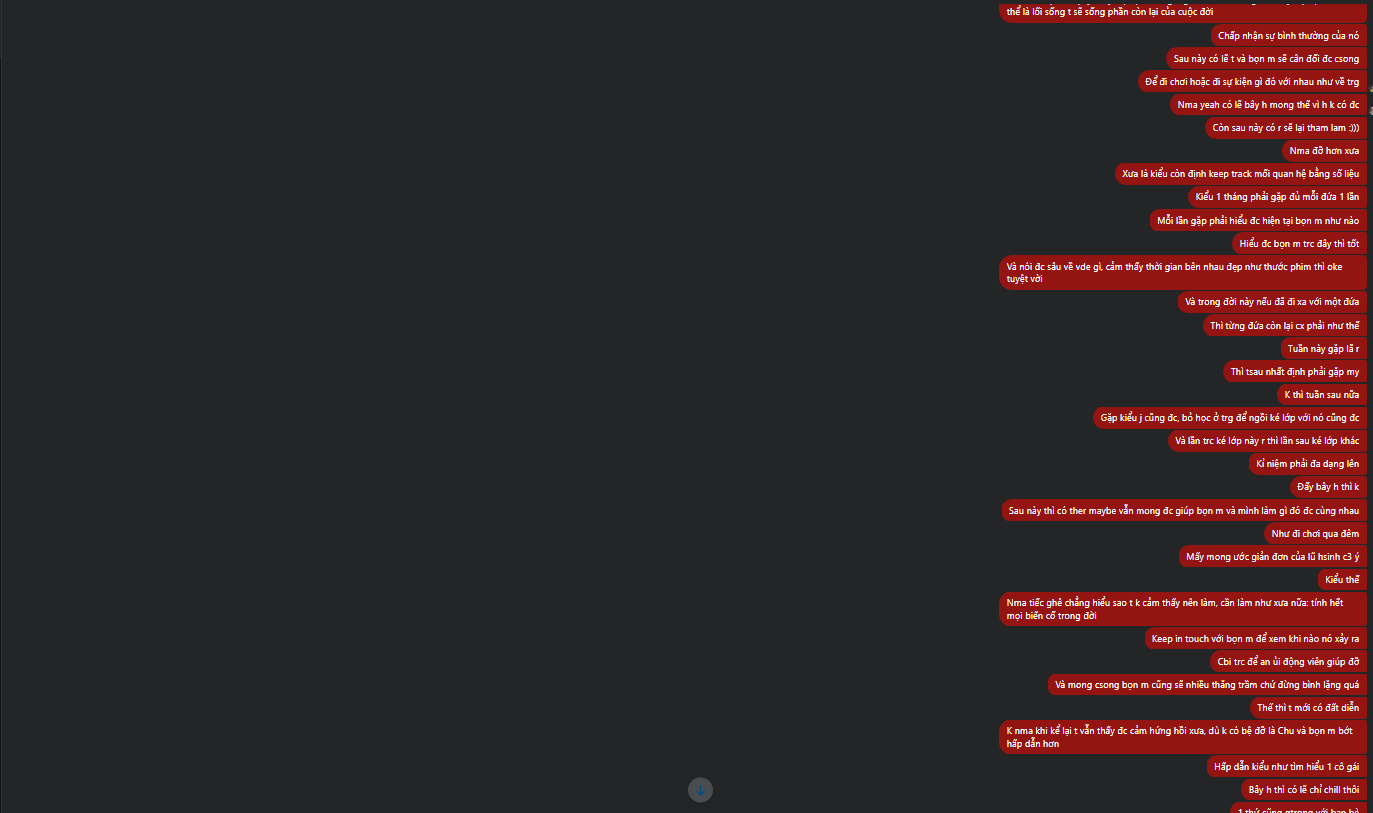 thế là lối sống t sẽ sống phần còn lại của cuộc đời
Chấp nhận sự bình thường của nó
Sau này có lẽ t và bọn m sẽ cân đối đc csong
Để đi chơi hoặc đi sự kiện gì đó với nhau như về trg
Nma yeah có lẽ bây h mong thế vì h k có đc
Còn sau này có r sẽ lại tham lam :)))
Nma đỡ hơn xưa
Xưa là kiểu còn định keep track mối quan hệ bằng số liệu
Kiểu 1 tháng phải gặp đủ mỗi đứa 1 lần
Mỗi lần gặp phải hiểu đc hiện tại bọn m như nào
Hiểu đc bọn m trc đây thì tốt
Và nói đc sâu về vde gì, cảm thấy thời gian bên nhau đẹp như thước phim thì oke
tuyệt vời
Và trong đời này nếu đã đi xa với một đứa
Thì từng đứa còn lại cx phải như thế
Tuần này gặp lã r
Thì tsau nhất định phải gặp my
K thì tuần sau nữa
Gặp kiểu j cũng đc, bỏ học ở trg để ngồi ké lớp với nó cũng đc
Và lần trc ké lớp này r thì lần sau ké lớp khác
Kỉ niệm phải đa dạng lên
Đấy bây h thì k
Sau này thì có ther maybe vẫn mong đc giúp bọn m và mình làm gì đó đc cùng nhau
Như đi chơi qua đêm
Mấy mong ước giản đơn của lũ hsinh c3 ý
Kiểu thế
Nma tiếc ghê chẳng hiểu sao t k cảm thấy nên làm, cần làm như xưa nữa: tính hết
mọi biến cố trong đời
Keep in touch với bọn m để xem khi nào nó xảy ra
Cbi trc để an ủi động viên giúp đỡ
Và mong csong bọn m cũng sẽ nhiều thăng trầm chứ đừng bình lặng quá
Thế thì t mới có đất diễn
K nma khi kể lại t vẫn thấy đc cảm hứng hồi xưa, dù k có bệ đỡ là Chu và bọn m bớt
hấp dẫn hơn
Hấp dẫn kiểu như tìm hiểu 1 cô gái
Bây h thì có lẽ chỉ chill thôi
1 thứ cũng qtrong với bạn bè